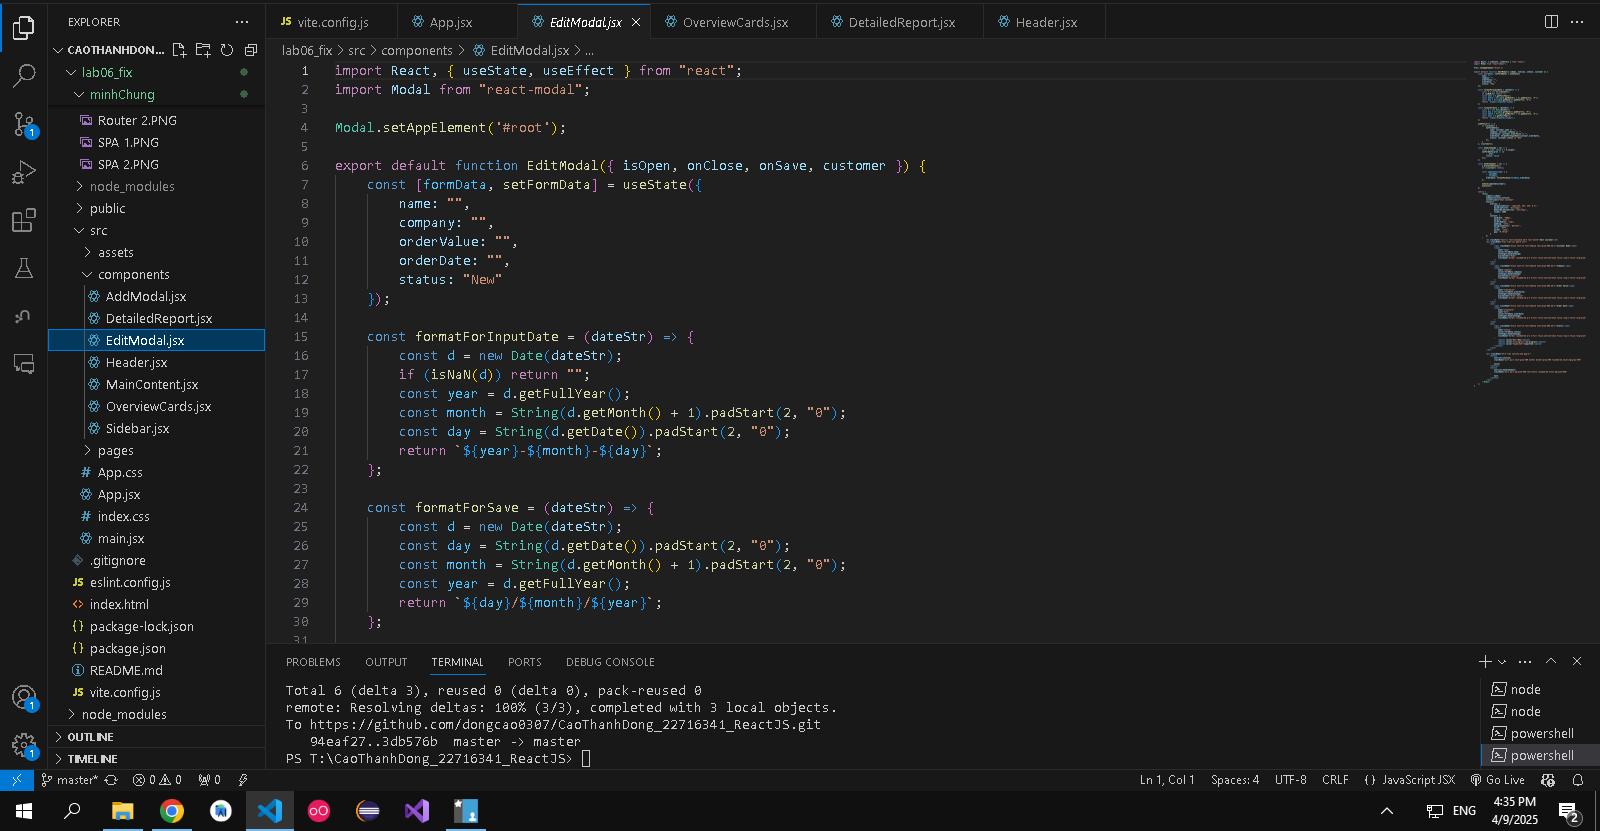 EXPLORER
CAOTHANHDON...
lab06_fix
minhChung
Router 2.PNG
SPA 1.PNG
SPA 2.PNG
node_modules
public
src
assets
components
AddModal.jsx
DetailedReport.jsx
EditModal.jsx
Header.jsx
MainContent.jsx
OverviewCards.jsx
Sidebar.jsx
pages
App.css
App.jsx
index.css
main.jsx
.gitignore
eslint.config.js
index.html
package-lock.json
package.json
README.md
vite.config.js
node_modules
OUTLINE
TIMELINE
vite.config.js App.jsx EditModal.jsx OverviewCards.jsx DetailedReport.jsx Header.jsx
lab06_fix > src > components > EditModal.jsx > ...
1 import React, { useState, useEffect } from "react";
2 import Modal from "react-modal";
3
4 Modal.setAppElement('#root');
5
6 export default function EditModal({ isOpen, onClose, onSave, customer }) {
7 const [formData, setFormData] = useState({
8 name: "",
9 company: "",
10 orderValue: "",
11 orderDate: "",
12 status: "New"
13 });
14
15 const formatForInputDate = (dateStr) => {
16 const d = new Date(dateStr);
17 if (isNaN(d)) return "";
18 const year = d.getFullYear();
19 const month = String(d.getMonth() + 1).padStart(2, "0");
20 const day = String(d.getDate()).padStart(2, "0");
21 return `${year}-${month}-${day}`;
22 };
23
24 const formatForSave = (dateStr) => {
25 const d = new Date(dateStr);
26 const day = String(d.getDate()).padStart(2, "0");
27 const month = String(d.getMonth() + 1).padStart(2, "0");
28 const year = d.getFullYear();
29 return `${day}/${month}/${year}`;
30 };
31
PROBLEMS OUTPUT TERMINAL PORTS DEBUG CONSOLE
Total 6 (delta 3), reused 0 (delta 0), pack-reused 0
remote: Resolving deltas: 100% (3/3), completed with 3 local objects.
To https://github.com/dongcao0307/CaoThanhDong_22716341_ReactJS.git
94eaf27..3db576b master -> master
PS T:\CaoThanhDong_22716341_ReactJS>
node
node
powershell
powershell
master* 0 0 0 Ln 1, Col 1 Spaces: 4 UTF-8 CRLF {} JavaScript JSX Go Live
ENG
4:35 PM
4/9/2025
2